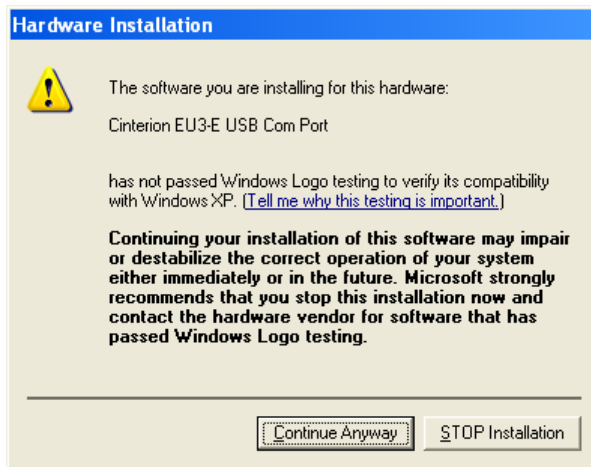 Hardware Installation
The software you are installing for this hardware:
Cinterion EU3-E USB Com Port
has not passed Windows Logo testing to verify its compatibility
with Windows XP. (Tell me why this testing is important.)
Continuing your installation of this software may impair
or destabilize the correct operation of your system
either immediately or in the future. Microsoft strongly
recommends that you stop this installation now and
contact the hardware vendor for software that has
passed Windows Logo testing.
Continue Anyway
STOP Installation